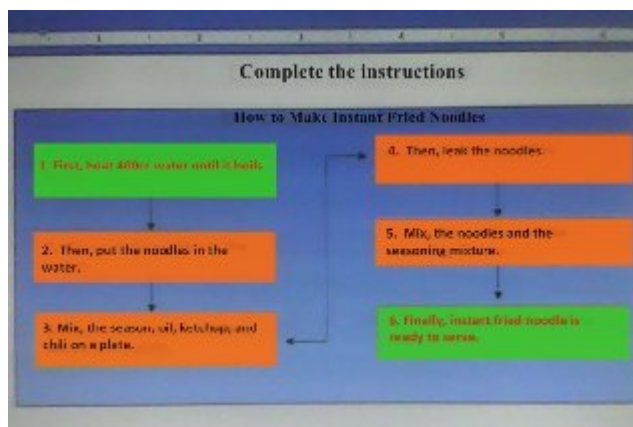 Complete the instructions
How to Make Instant Fried Noodles
1. First, heat 400cc water until it boils
2. Then, put the noodles in the
water.
3. Mix, the season, oil, ketchup, and
chili on a plate.
4. Then, leak the noodles.
5. Mix, the noodles and the
seasoning mixture.
6. Finally, instant fried noodle is
ready to serve.